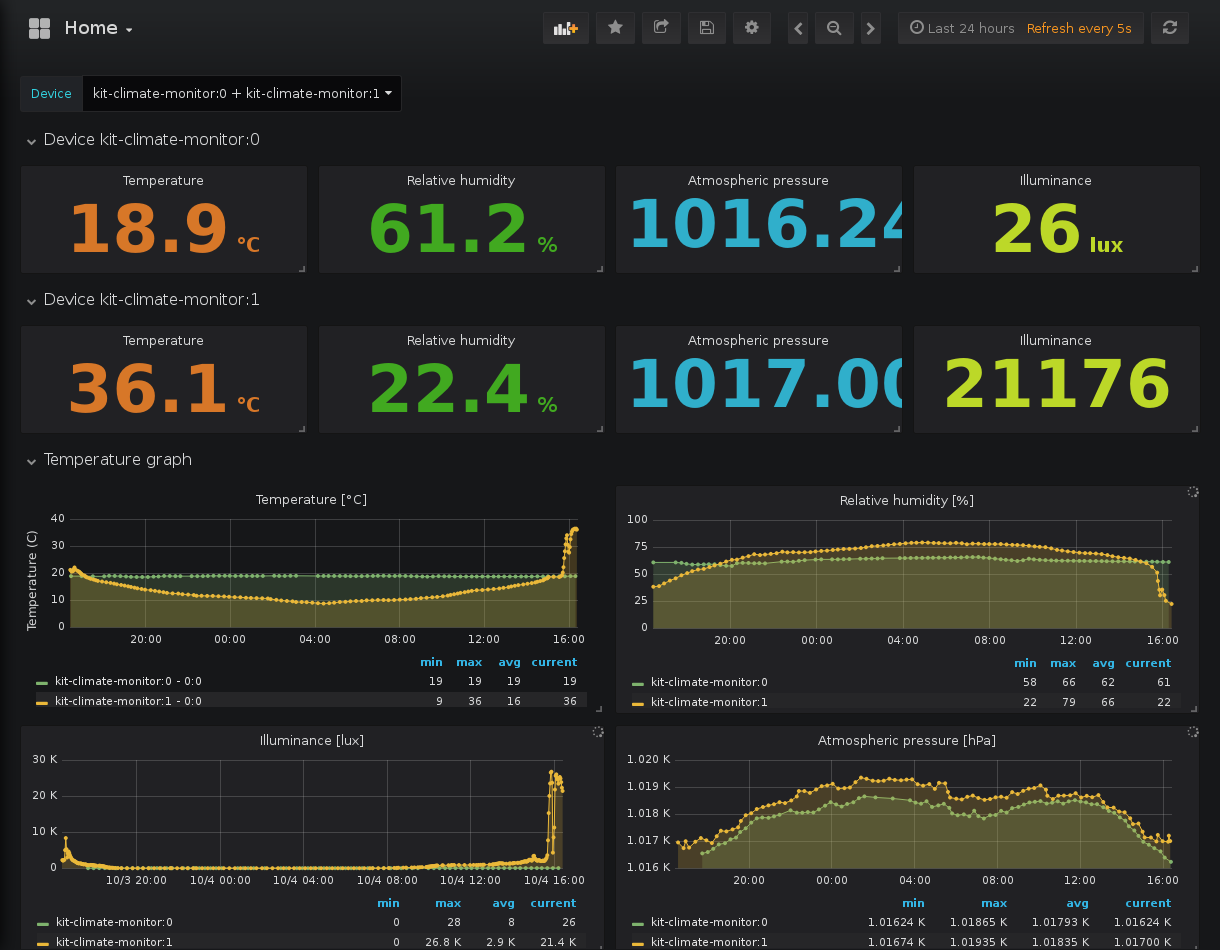 Home
Last 24 hours Refresh every 5s
Device kit-climate-monitor:0 + kit-climate-monitor:1
Device kit-climate-monitor:0
Temperature Relative humidity Atmospheric pressure Illuminance
18.9 °C 61.2 % 1016.24 26 lux
Device kit-climate-monitor:1
Temperature Relative humidity Atmospheric pressure Illuminance
36.1 °C 22.4 % 1017.00 21176
Temperature graph
Temperature [°C]
Temperature (C)
40
30
20
10
0
20:00 00:00 04:00 08:00 12:00 16:00
min max avg current
kit-climate-monitor:0 - 0:0 19 19 19 19
kit-climate-monitor:1 - 0:0 9 36 16 36
Relative humidity [%]
100
75
50
25
0
20:00 00:00 04:00 08:00 12:00 16:00
min max avg current
kit-climate-monitor:0 58 66 62 61
kit-climate-monitor:1 22 79 66 22
Illuminance [lux]
30 K
20 K
10 K
0
10/3 20:00 10/4 00:00 10/4 04:00 10/4 08:00 10/4 12:00 10/4 16:00
min max avg current
kit-climate-monitor:0 0 28 8 26
kit-climate-monitor:1 0 26.8 K 2.9 K 21.4 K
Atmospheric pressure [hPa]
1.020 K
1.019 K
1.018 K
1.017 K
1.016 K
20:00 00:00 04:00 08:00 12:00 16:00
min max avg current
kit-climate-monitor:0 1.01624 K 1.01865 K 1.01793 K 1.01624 K
kit-climate-monitor:1 1.01674 K 1.01935 K 1.01835 K 1.01700 K